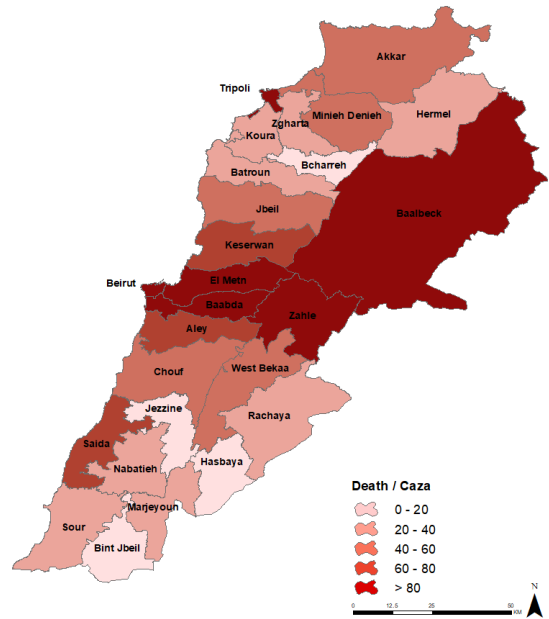 Akkar
Tripoli
Minieh Denieh
Hermel
Zgharta
Koura
Bcharreh
Batroun
Jbeil
Baalbeck
Keserwan
El Metn
Beirut
Baabda
Zahle
Aley
West Bekaa
Chouf
Jezzine
Rachaya
Saida
Hasbaya
Nabatieh
Marjeyoun
Sour
Bint Jbeil
Death / Caza
0 - 20
20 - 40
40 - 60
60 - 80
> 80
N
0 12.5 25 50
KM